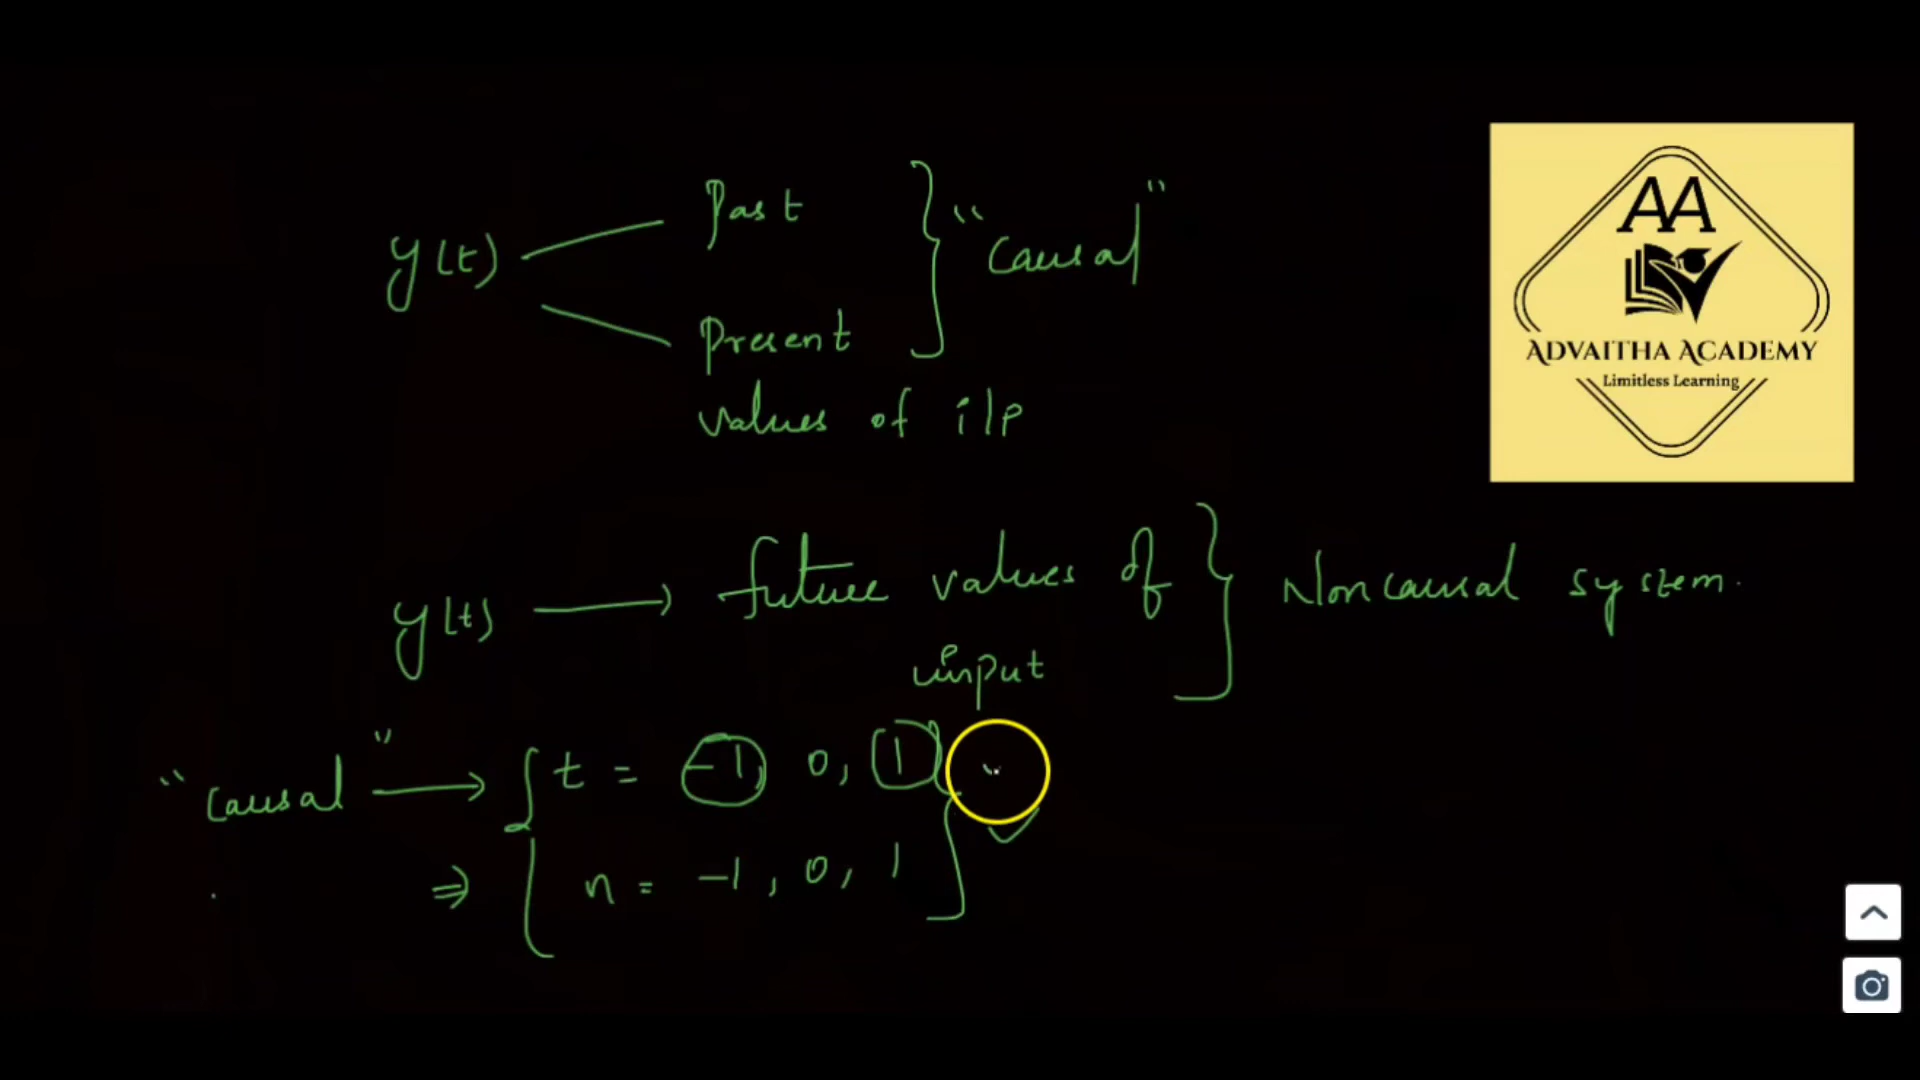 Past
y(t) } "Causal"
Present
values of i/p
y(t) → future values of } Noncausal system.
input
"Causal" → { t = -1, 0, 1
⇒ [ n = -1, 0, 1 ]
AA
ADVAITHA ACADEMY
Limitless Learning